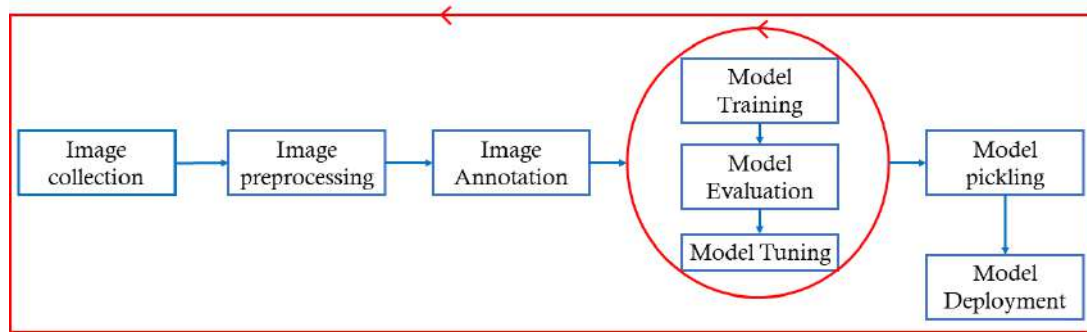 Image
collection
Image
preprocessing
Image
Annotation
Model
Training
Model
Evaluation
Model Tuning
Model
pickling
Model
Deployment